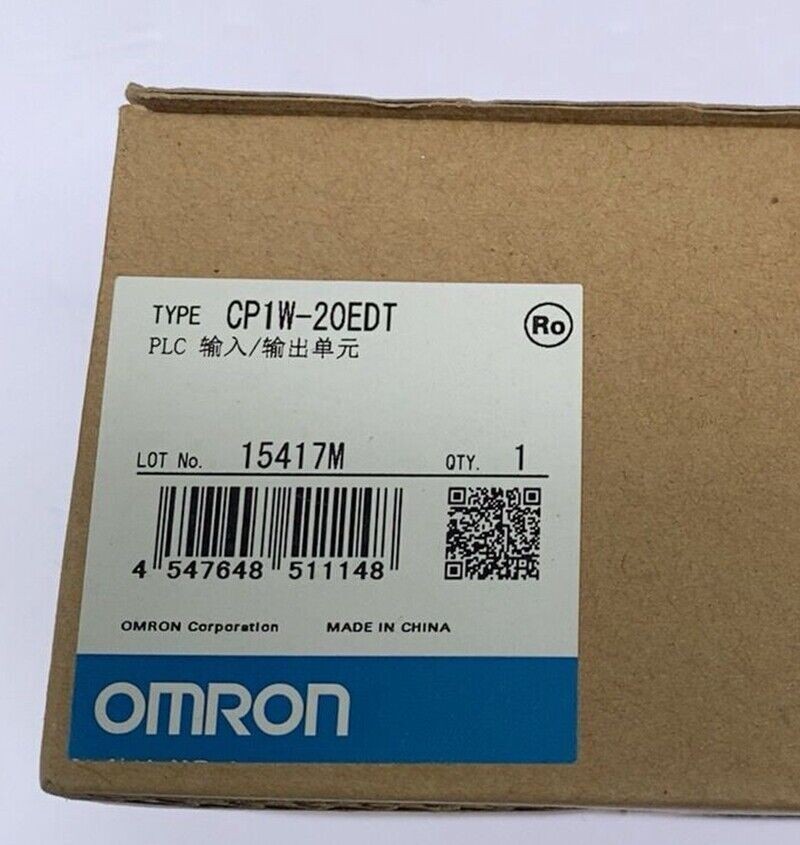 TYPE CP1W-20EDT
Ro
PLC 输入/输出单元
LOT No. 15417M QTY. 1
4 547648 511148
OMRON Corporation MADE IN CHINA
OMRON